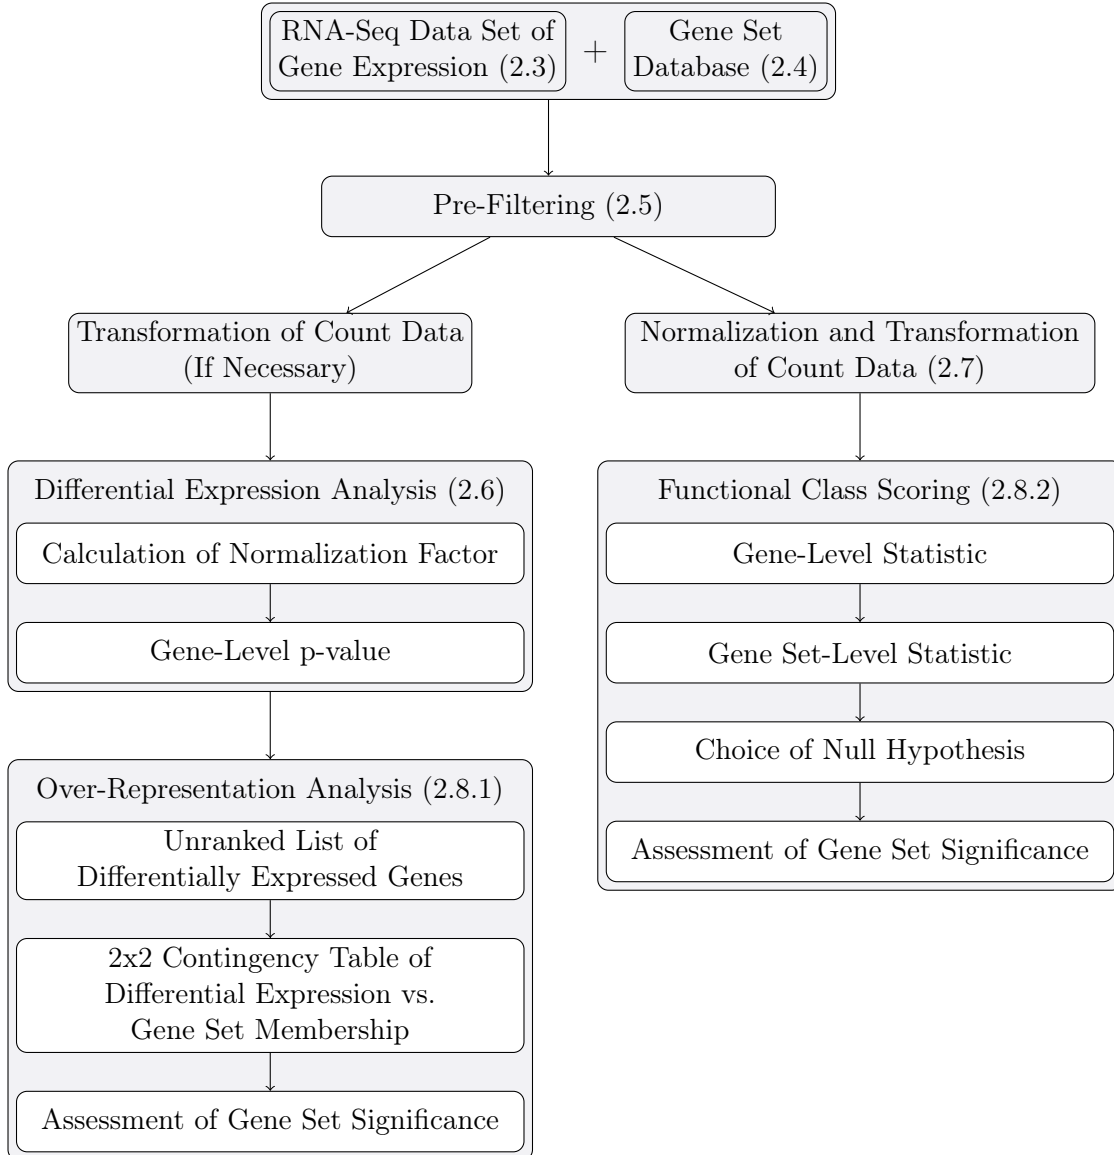 RNA-Seq Data Set of
Gene Expression (2.3)
+
Gene Set
Database (2.4)
Pre-Filtering (2.5)
Transformation of Count Data
(If Necessary)
Differential Expression Analysis (2.6)
Calculation of Normalization Factor
Gene-Level p-value
Over-Representation Analysis (2.8.1)
Unranked List of
Differentially Expressed Genes
2x2 Contingency Table of
Differential Expression vs.
Gene Set Membership
Assessment of Gene Set Significance
Normalization and Transformation
of Count Data (2.7)
Functional Class Scoring (2.8.2)
Gene-Level Statistic
Gene Set-Level Statistic
Choice of Null Hypothesis
Assessment of Gene Set Significance